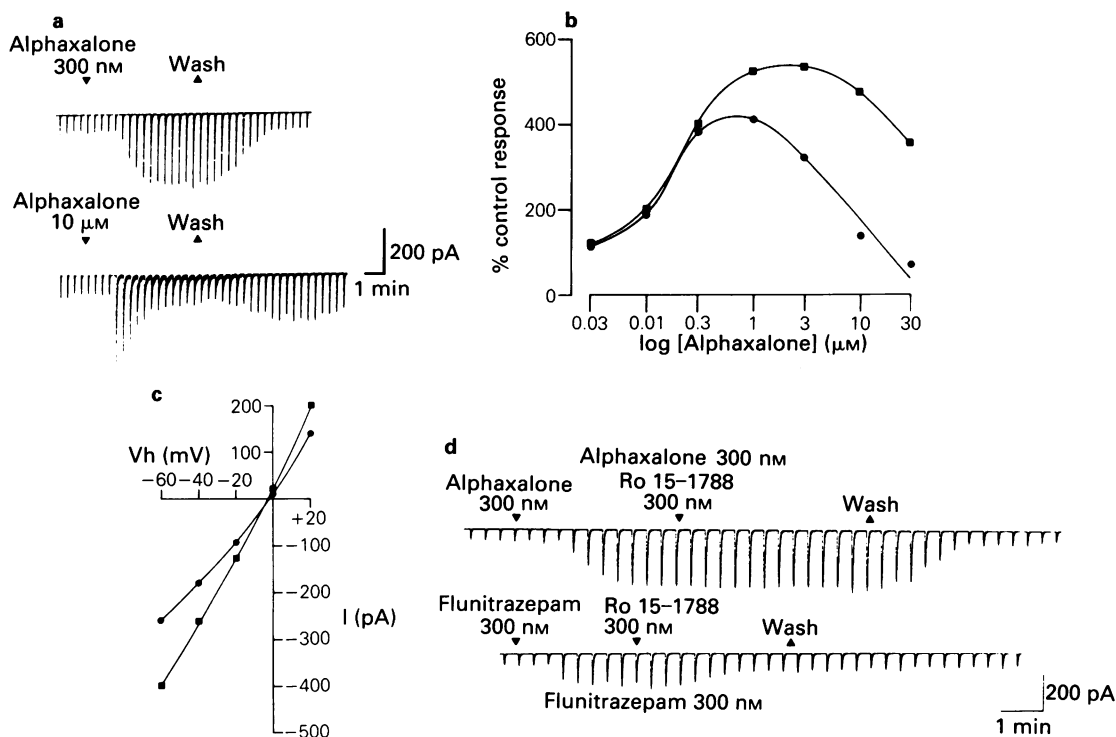 a
Alphaxalone
300 nM
Wash
Alphaxalone
10 μM
Wash
200 pA
1 min
b
600
400
200
0
% control response
0.03 0.01 0.3 1 3 10 30
log [Alphaxalone] (μM)
c
200
100
Vh (mV)
−60 −40 −20
+20
−100
−200
−300
−400
−500
I (pA)
d
Alphaxalone
300 nM
Alphaxalone 300 nM
Ro 15–1788
300 nM
Wash
Flunitrazepam
300 nM
Ro 15–1788
300 nM
Wash
Flunitrazepam 300 nM
200 pA
1 min